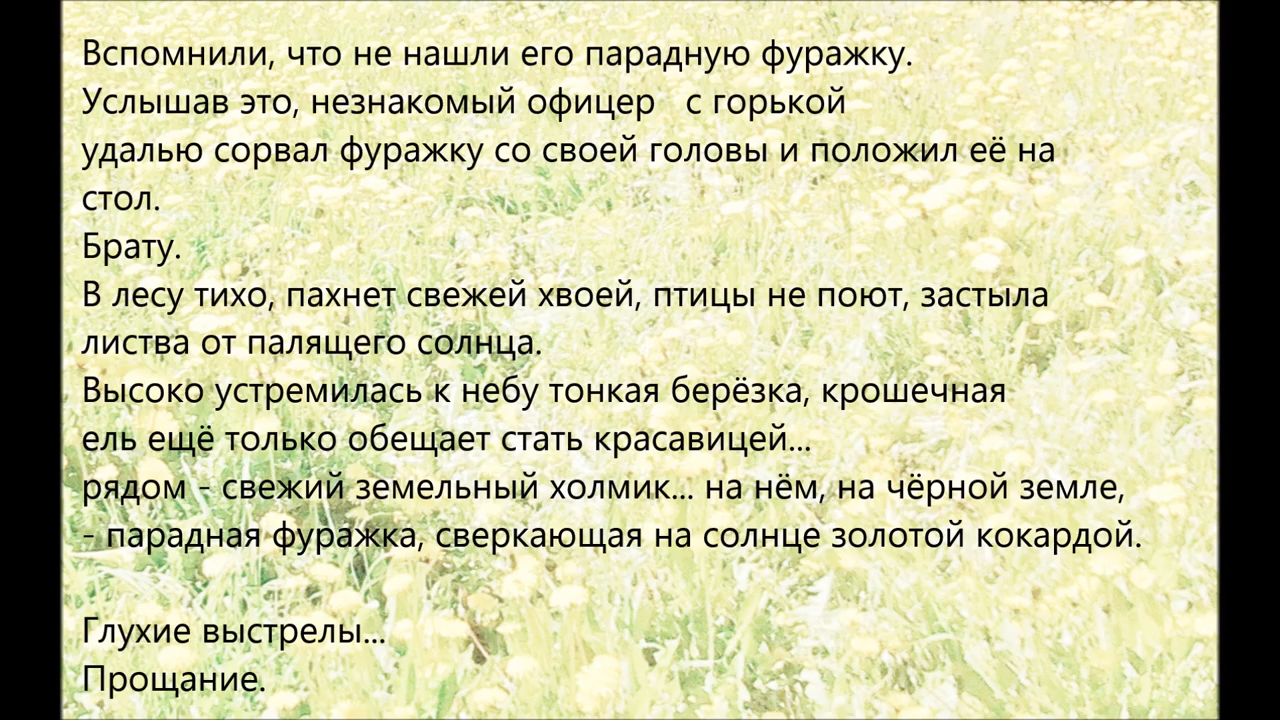 Вспомнили, что не нашли его парадную фуражку.
Услышав это, незнакомый офицер   с горькой
удалью сорвал фуражку со своей головы и положил её на
стол.
Брату.
В лесу тихо, пахнет свежей хвоей, птицы не поют, застыла
листва от палящего солнца.
Высоко устремилась к небу тонкая берёзка, крошечная
ель ещё только обещает стать красавицей...
рядом - свежий земельный холмик... на нём, на чёрной земле,
- парадная фуражка, сверкающая на солнце золотой кокардой.
Глухие выстрелы...
Прощание.